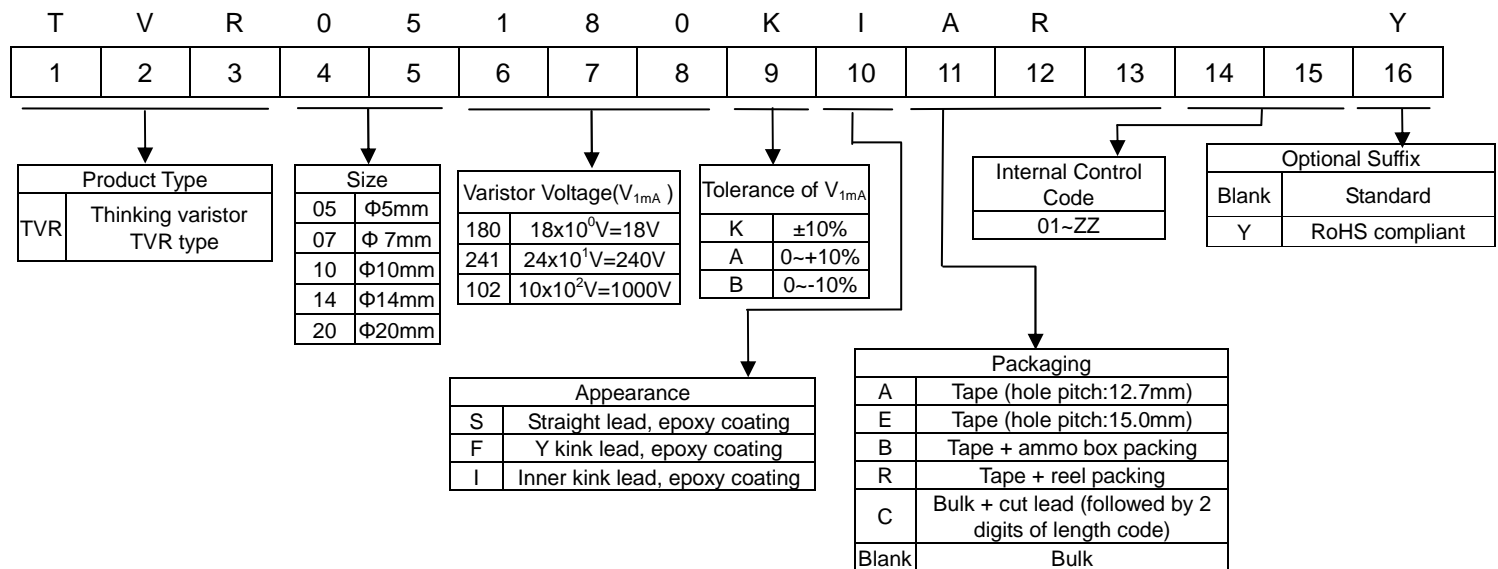 T V R 0 5 1 8 0 K I A R Y
1 2 3 4 5 6 7 8 9 10 11 12 13 14 15 16
Product Type
TVR Thinking varistor TVR type
Size
05 Φ5mm
07 Φ 7mm
10 Φ10mm
14 Φ14mm
20 Φ20mm
Varistor Voltage(V1mA )
180 18x10⁰V=18V
241 24x10¹V=240V
102 10x10²V=1000V
Tolerance of V1mA
K ±10%
A 0~+10%
B 0~-10%
Internal Control
Code
01~ZZ
Optional Suffix
Blank Standard
Y RoHS compliant
Appearance
S Straight lead, epoxy coating
F Y kink lead, epoxy coating
I Inner kink lead, epoxy coating
Packaging
A Tape (hole pitch:12.7mm)
E Tape (hole pitch:15.0mm)
B Tape + ammo box packing
R Tape + reel packing
C Bulk + cut lead (followed by 2
digits of length code)
Blank Bulk